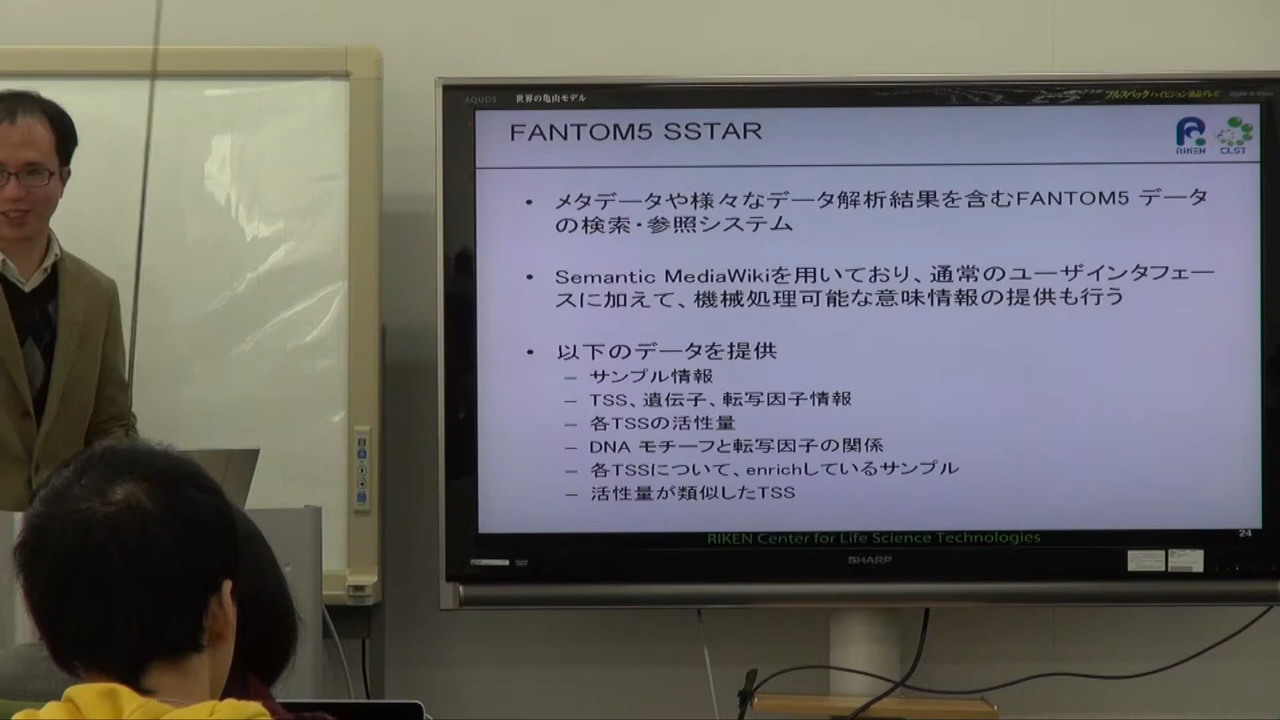 AQUOS 世界の亀山モデル
フルスペックハイビジョン液晶テレビ
FANTOM5 SSTAR
RIKEN CLST
• メタデータや様々なデータ解析結果を含むFANTOM5 データ
の検索・参照システム
• Semantic MediaWikiを用いており、通常のユーザインタフェー
スに加えて、機械処理可能な意味情報の提供も行う
• 以下のデータを提供
– サンプル情報
– TSS、遺伝子、転写因子情報
– 各TSSの活性量
– DNA モチーフと転写因子の関係
– 各TSSについて、enrichしているサンプル
– 活性量が類似したTSS
RIKEN Center for Life Science Technologies
24
SHARP